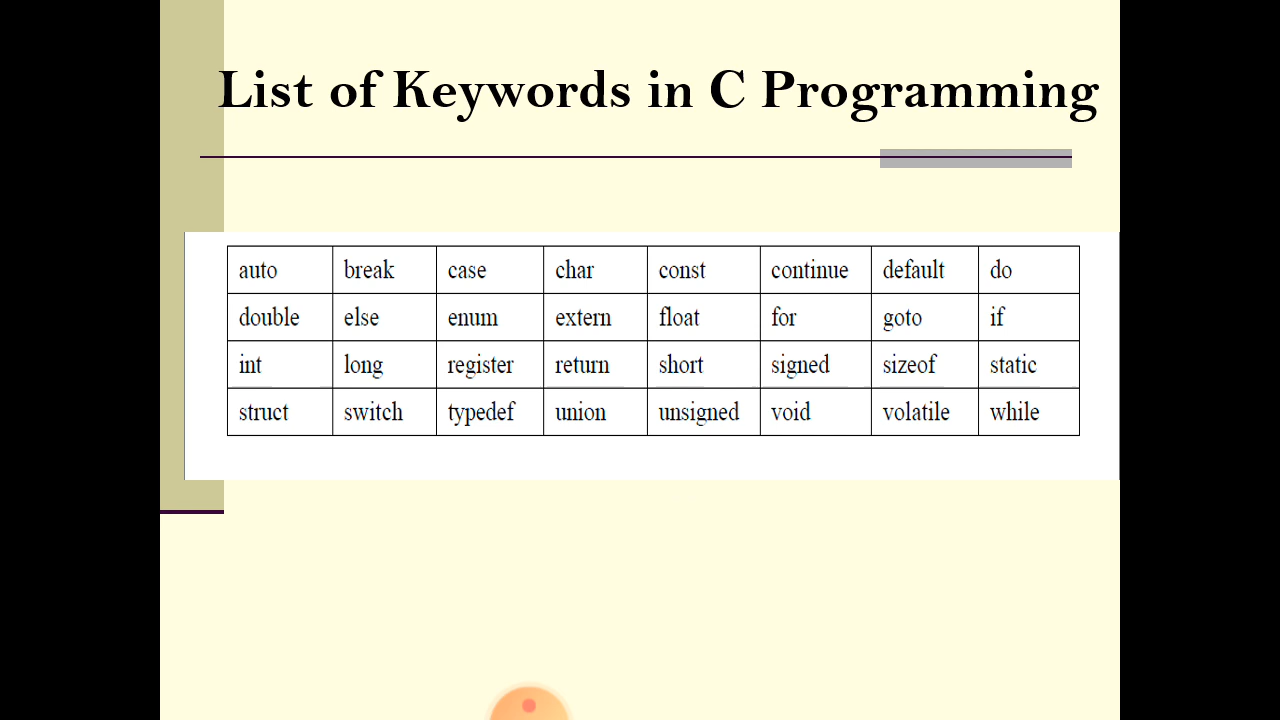 List of Keywords in C Programming
auto break case char const continue default do
double else enum extern float for goto if
int long register return short signed sizeof static
struct switch typedef union unsigned void volatile while